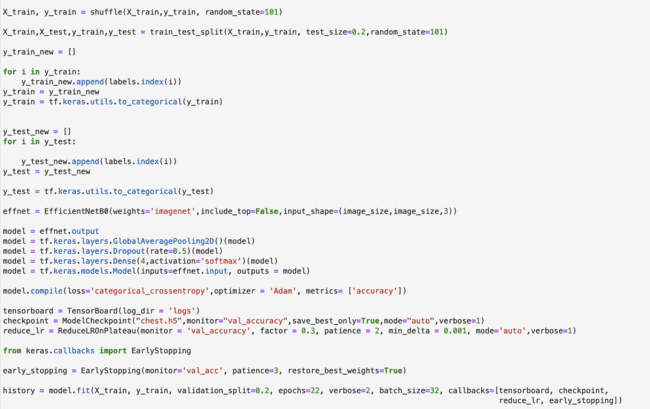 X_train, y_train = shuffle(X_train,y_train, random_state=101)
X_train,X_test,y_train,y_test = train_test_split(X_train,y_train, test_size=0.2,random_state=101)
y_train_new = []
for i in y_train:
    y_train_new.append(labels.index(i))
y_train = y_train_new
y_train = tf.keras.utils.to_categorical(y_train)
y_test_new = []
for i in y_test:
    y_test_new.append(labels.index(i))
y_test = y_test_new
y_test = tf.keras.utils.to_categorical(y_test)
effnet = EfficientNetB0(weights='imagenet',include_top=False,input_shape=(image_size,image_size,3))
model = effnet.output
model = tf.keras.layers.GlobalAveragePooling2D()(model)
model = tf.keras.layers.Dropout(rate=0.5)(model)
model = tf.keras.layers.Dense(4,activation='softmax')(model)
model = tf.keras.models.Model(inputs=effnet.input, outputs = model)
model.compile(loss='categorical_crossentropy',optimizer = 'Adam', metrics= ['accuracy'])
tensorboard = TensorBoard(log_dir = 'logs')
checkpoint = ModelCheckpoint("chest.h5",monitor="val_accuracy",save_best_only=True,mode="auto",verbose=1)
reduce_lr = ReduceLROnPlateau(monitor = 'val_accuracy', factor = 0.3, patience = 2, min_delta = 0.001, mode='auto',verbose=1)
from keras.callbacks import EarlyStopping
early_stopping = EarlyStopping(monitor='val_acc', patience=3, restore_best_weights=True)
history = model.fit(X_train, y_train, validation_split=0.2, epochs=22, verbose=2, batch_size=32, callbacks=[tensorboard, checkpoint,
reduce_lr, early_stopping])